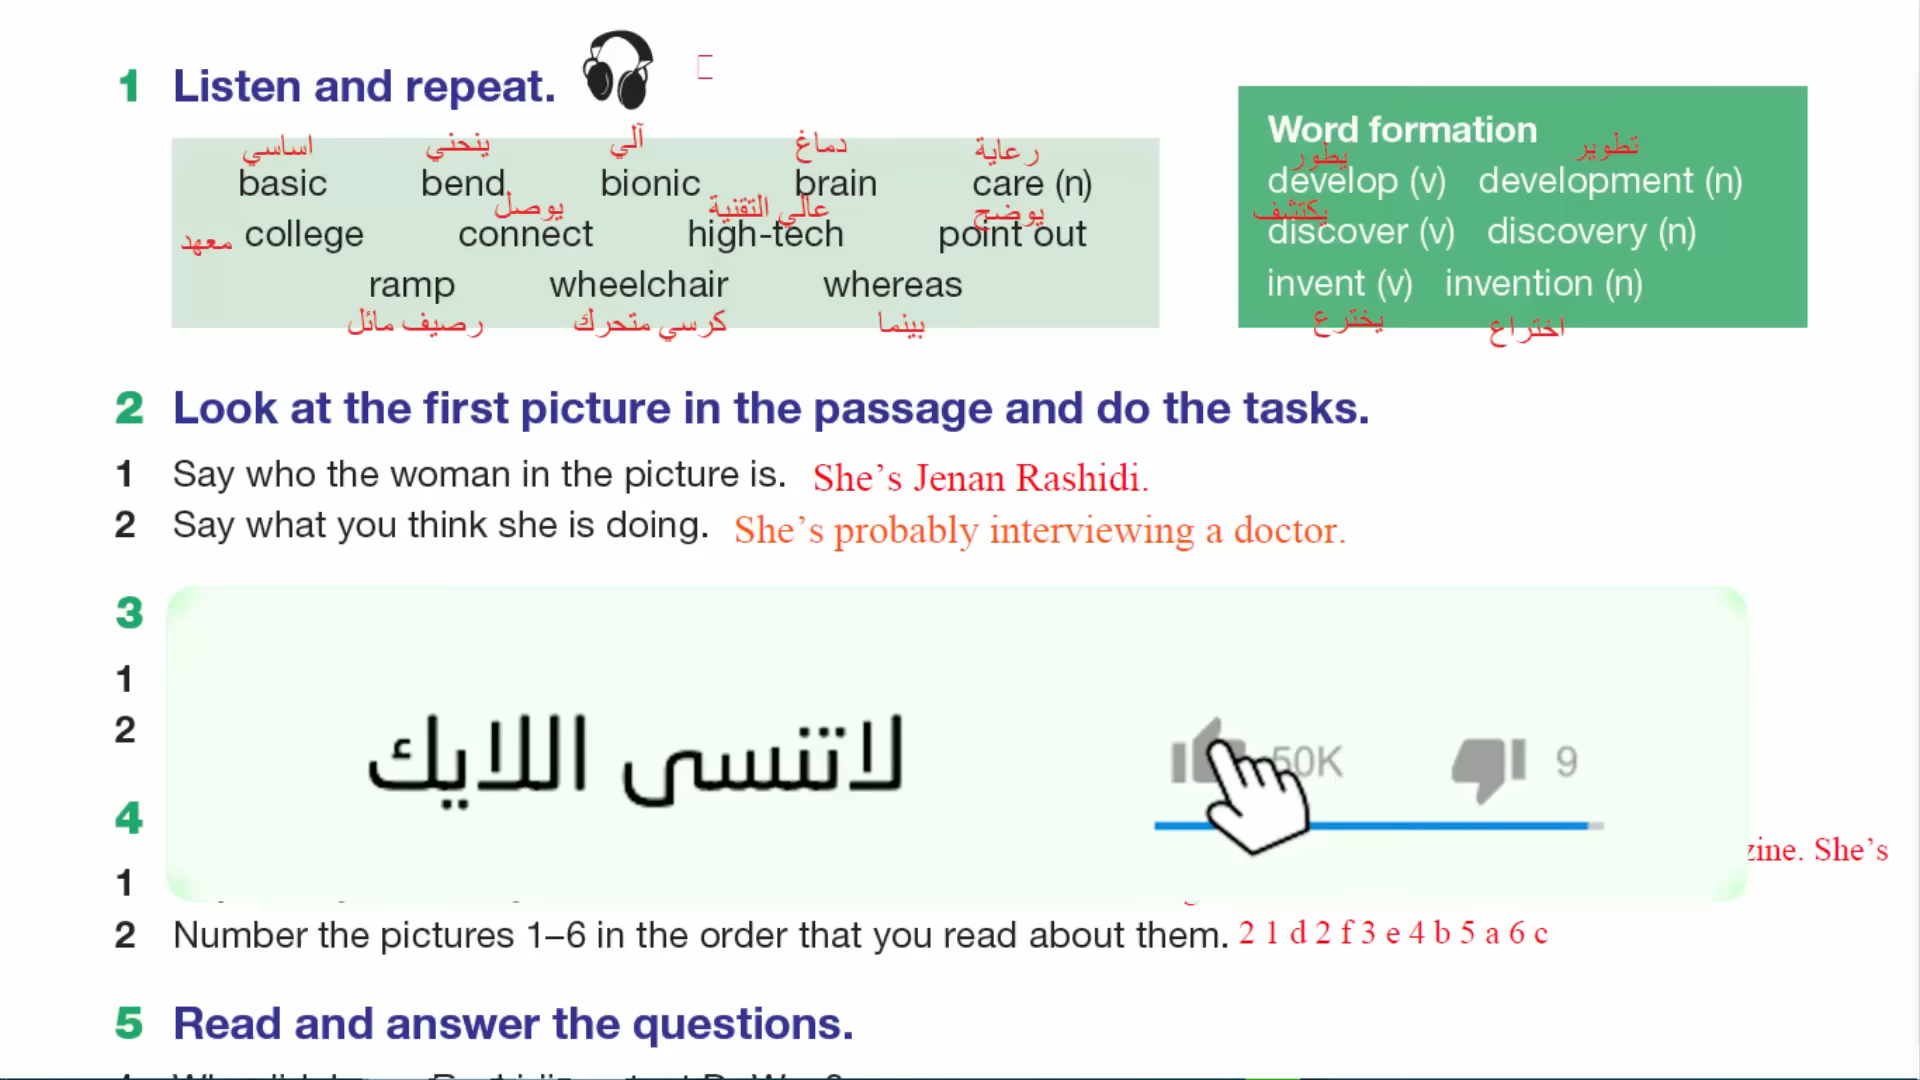 1 Listen and repeat.
اساسي ينحني آلي دماغ رعاية
basic bend bionic brain care (n)
يوصل عالي التقنية يوضح
معهد college connect high-tech point out
ramp wheelchair whereas
رصيف مائل كرسي متحرك بينما
Word formation
يطور تطوير
develop (v) development (n)
يكتشف
discover (v) discovery (n)
invent (v) invention (n)
يخترع اختراع
2 Look at the first picture in the passage and do the tasks.
1 Say who the woman in the picture is. She's Jenan Rashidi.
2 Say what you think she is doing. She's probably interviewing a doctor.
3
1
2
لاتنسى اللايك
50K 9
4
zine. She's
1
2 Number the pictures 1–6 in the order that you read about them. 2 1 d 2 f 3 e 4 b 5 a 6 c
5 Read and answer the questions.